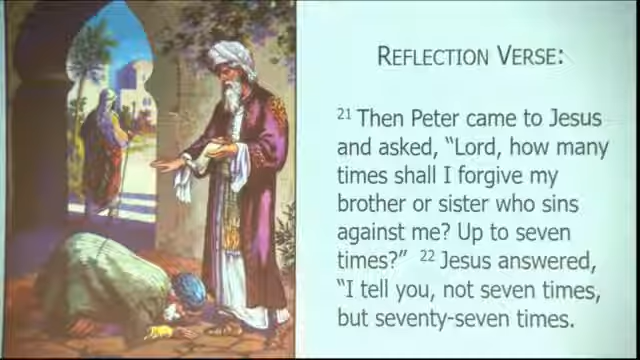 REFLECTION VERSE:
21 Then Peter came to Jesus
and asked, “Lord, how many
times shall I forgive my
brother or sister who sins
against me? Up to seven
times?” 22 Jesus answered,
“I tell you, not seven times,
but seventy-seven times.